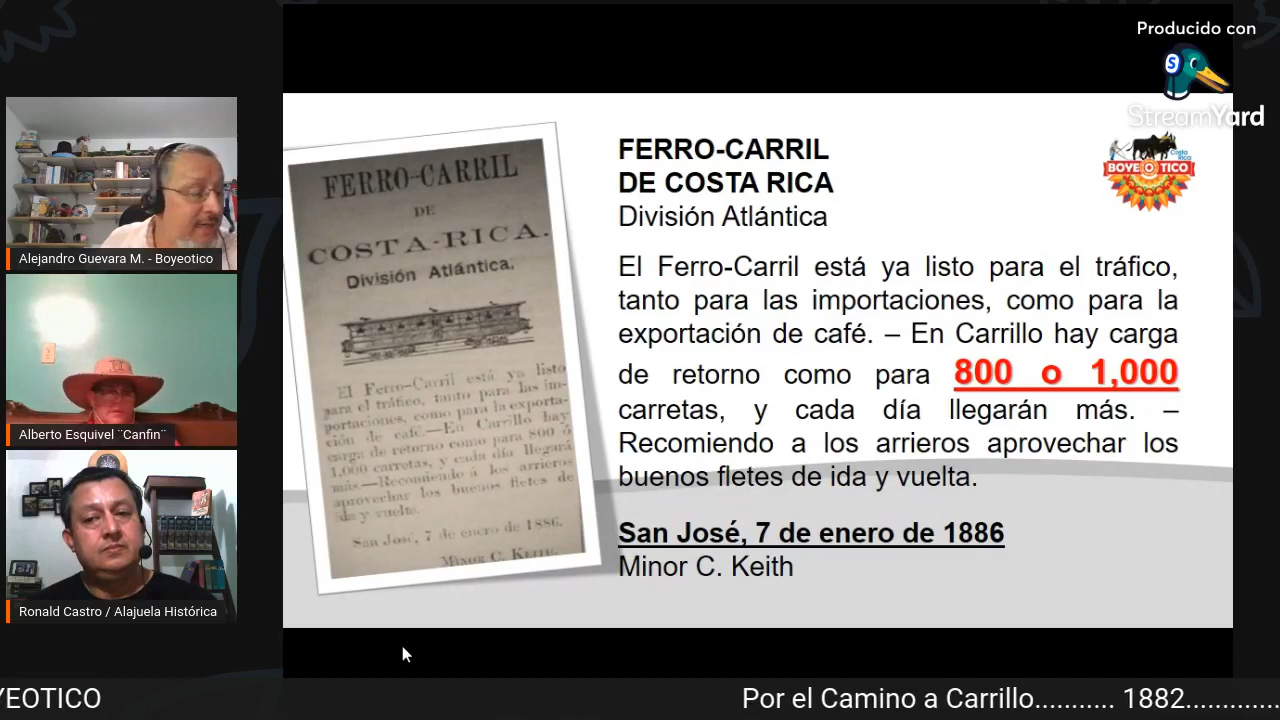 Producido con
StreamYard
Alejandro Guevara M. - Boyeotico
Alberto Esquivel ¨Canfin¨
Ronald Castro / Alajuela Histórica
FERRO-CARRIL
DE
COSTA-RICA.
División Atlántica.
El Ferro-Carril está ya listo
para el tráfico, tanto para las im-
portaciones, como para la exporta-
ción de café.—En Carrillo hay
carga de retorno como para 800 ó
1,000 carretas, y cada día llegará
más.—Recomiendo á los arrieros
aprovechar los buenos fletes de
ida y vuelta.
San José, 7 de enero de 1886.
MINOR C. KEITH.
FERRO-CARRIL
DE COSTA RICA
División Atlántica
El Ferro-Carril está ya listo para el tráfico,
tanto para las importaciones, como para la
exportación de café. – En Carrillo hay carga
de retorno como para 800 o 1,000
carretas, y cada día llegarán más. –
Recomiendo a los arrieros aprovechar los
buenos fletes de ida y vuelta.
San José, 7 de enero de 1886
Minor C. Keith
Costa
Rica
BOYEOTICO
YEOTICO
Por el Camino a Carrillo........... 1882.............